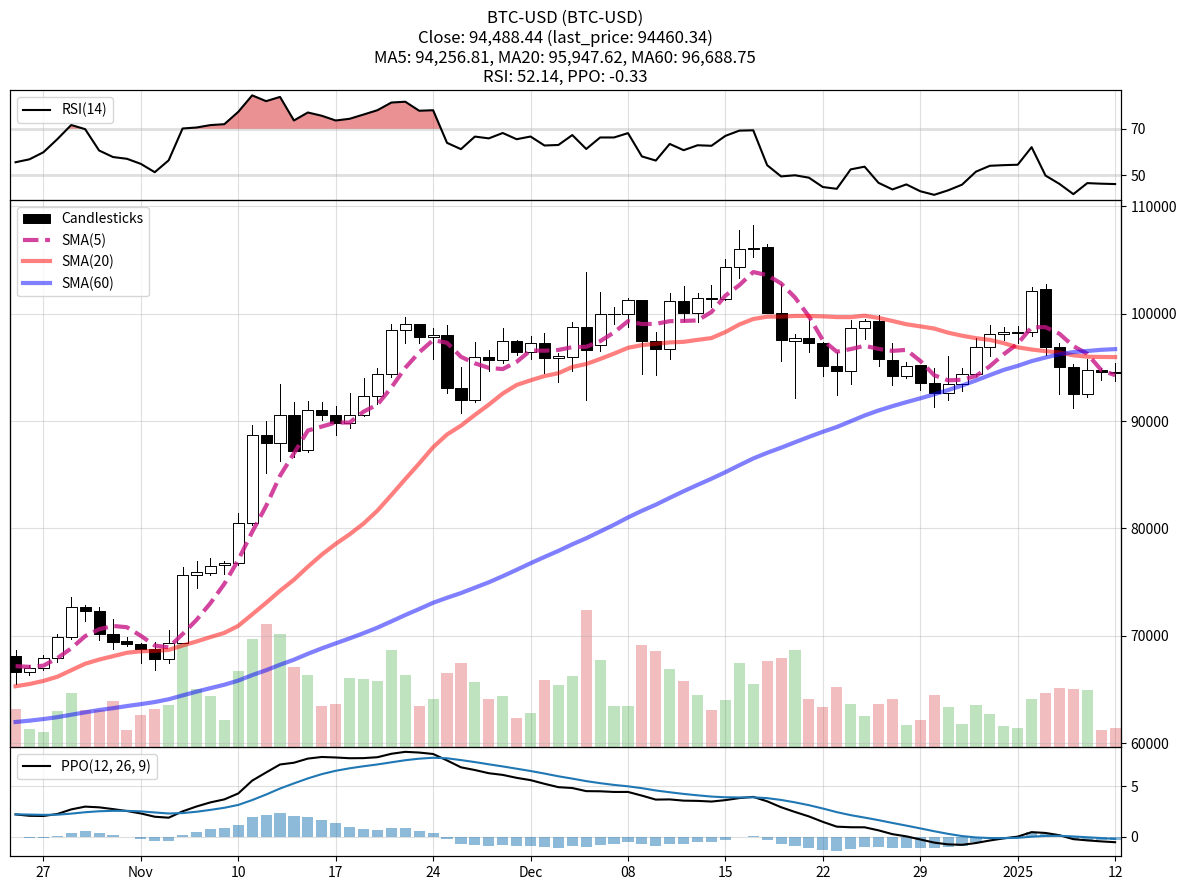 BTC-USD (BTC-USD)
Close: 94,488.44 (last_price: 94460.34)
MA5: 94,256.81, MA20: 95,947.62, MA60: 96,688.75
RSI: 52.14, PPO: -0.33
RSI(14)
70
50
Candlesticks
SMA(5)
SMA(20)
SMA(60)
110000
100000
90000
80000
70000
60000
PPO(12, 26, 9)
5
0
27 Nov 10 17 24 Dec 08 15 22 29 2025 12